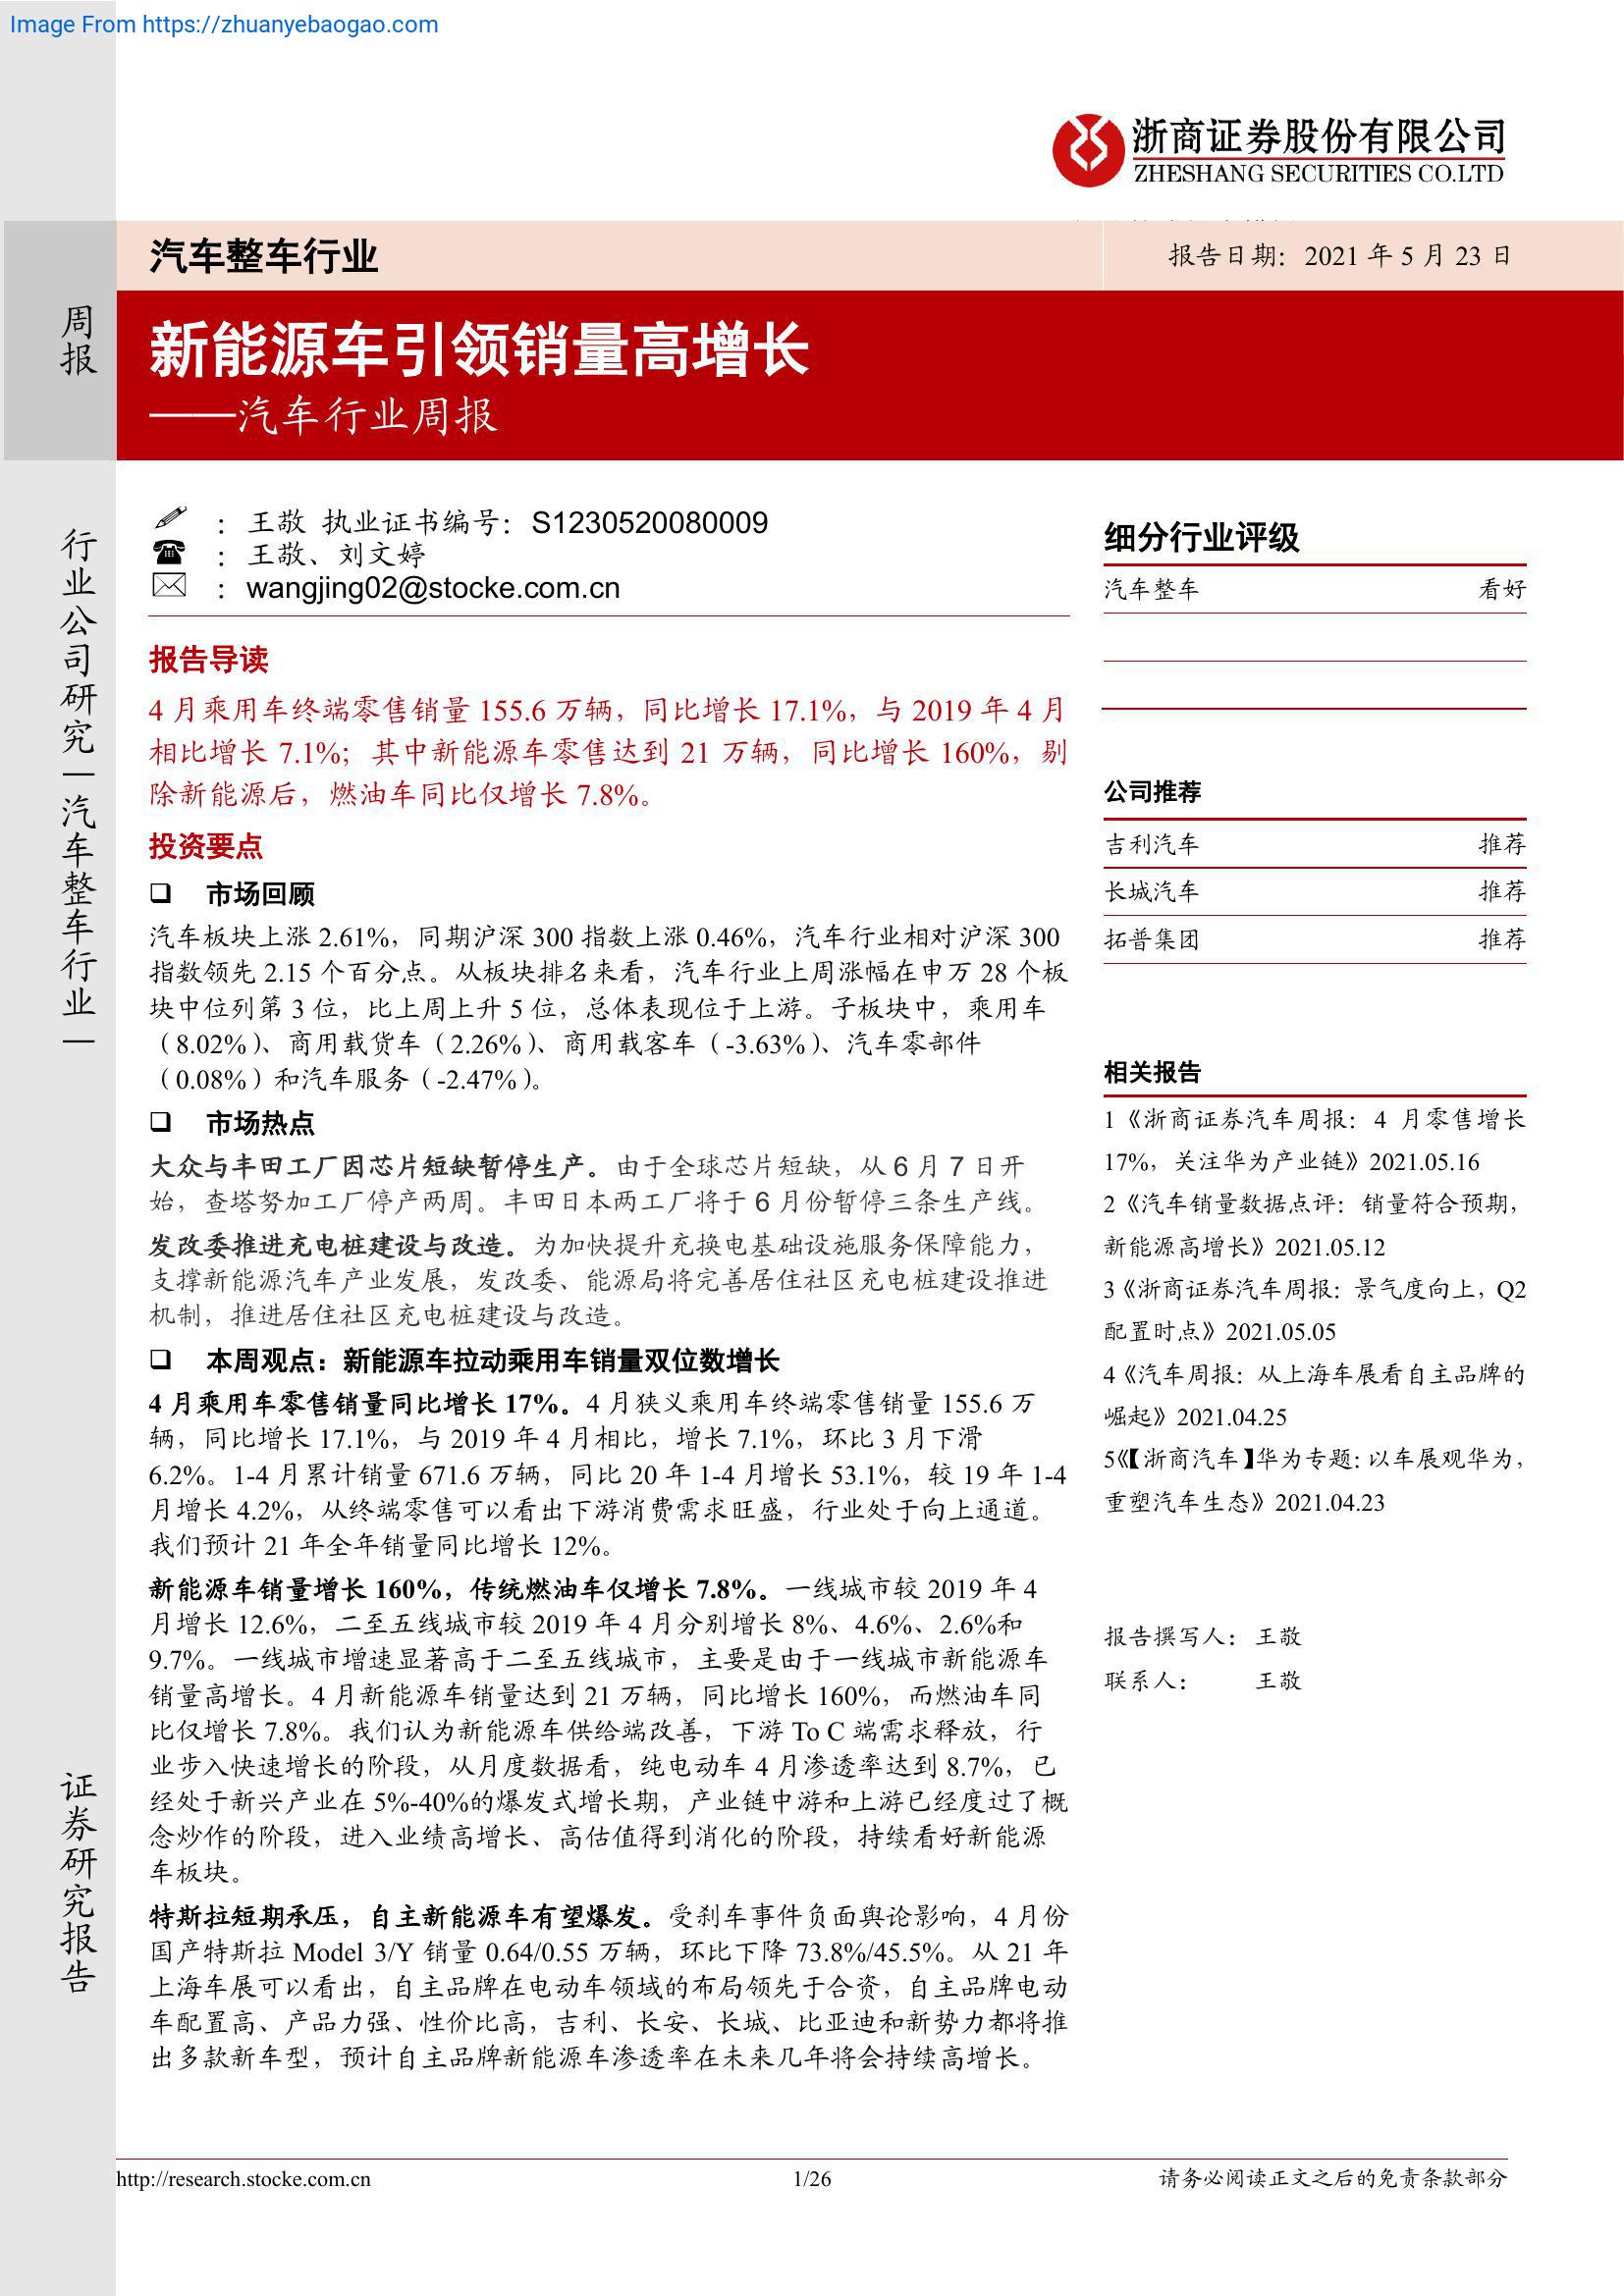 Image From https://zhuanyebaogao.com
浙商证券股份有限公司
ZHESHANG SECURITIES CO.LTD
汽车整车行业
报告日期：2021 年 5 月 23 日
周报
新能源车引领销量高增长
——汽车行业周报
行业公司研究|汽车整车行业|
证券研究报告
：王敬 执业证书编号：S1230520080009
：王敬、刘文婷
：wangjing02@stocke.com.cn
报告导读
4 月乘用车终端零售销量 155.6 万辆，同比增长 17.1%，与 2019 年 4 月
相比增长 7.1%；其中新能源车零售达到 21 万辆，同比增长 160%，剔
除新能源后，燃油车同比仅增长 7.8%。
投资要点
❑ 市场回顾
汽车板块上涨 2.61%，同期沪深 300 指数上涨 0.46%，汽车行业相对沪深 300
指数领先 2.15 个百分点。从板块排名来看，汽车行业上周涨幅在申万 28 个板
块中位列第 3 位，比上周上升 5 位，总体表现位于上游。子板块中，乘用车
（8.02%）、商用载货车（2.26%）、商用载客车（-3.63%）、汽车零部件
（0.08%）和汽车服务（-2.47%）。
❑ 市场热点
大众与丰田工厂因芯片短缺暂停生产。由于全球芯片短缺，从 6 月 7 日开
始，查塔努加工厂停产两周。丰田日本两工厂将于 6 月份暂停三条生产线。
发改委推进充电桩建设与改造。为加快提升充换电基础设施服务保障能力，
支撑新能源汽车产业发展，发改委、能源局将完善居住社区充电桩建设推进
机制，推进居住社区充电桩建设与改造。
❑ 本周观点：新能源车拉动乘用车销量双位数增长
4 月乘用车零售销量同比增长 17%。4 月狭义乘用车终端零售销量 155.6 万
辆，同比增长 17.1%，与 2019 年 4 月相比，增长 7.1%，环比 3 月下滑
6.2%。1-4 月累计销量 671.6 万辆，同比 20 年 1-4 月增长 53.1%，较 19 年 1-4
月增长 4.2%，从终端零售可以看出下游消费需求旺盛，行业处于向上通道。
我们预计 21 年全年销量同比增长 12%。
新能源车销量增长 160%，传统燃油车仅增长 7.8%。一线城市较 2019 年 4
月增长 12.6%，二至五线城市较 2019 年 4 月分别增长 8%、4.6%、2.6%和
9.7%。一线城市增速显著高于二至五线城市，主要是由于一线城市新能源车
销量高增长。4 月新能源车销量达到 21 万辆，同比增长 160%，而燃油车同
比仅增长 7.8%。我们认为新能源车供给端改善，下游 To C 端需求释放，行
业步入快速增长的阶段，从月度数据看，纯电动车 4 月渗透率达到 8.7%，已
经处于新兴产业在 5%-40%的爆发式增长期，产业链中游和上游已经度过了概
念炒作的阶段，进入业绩高增长、高估值得到消化的阶段，持续看好新能源
车板块。
特斯拉短期承压，自主新能源车有望爆发。受刹车事件负面舆论影响，4 月份
国产特斯拉 Model 3/Y 销量 0.64/0.55 万辆，环比下降 73.8%/45.5%。从 21 年
上海车展可以看出，自主品牌在电动车领域的布局领先于合资，自主品牌电动
车配置高、产品力强、性价比高，吉利、长安、长城、比亚迪和新势力都将推
出多款新车型，预计自主品牌新能源车渗透率在未来几年将会持续高增长。
细分行业评级
汽车整车 看好
公司推荐
吉利汽车 推荐
长城汽车 推荐
拓普集团 推荐
相关报告
1《浙商证券汽车周报：4 月零售增长
17%，关注华为产业链》2021.05.16
2《汽车销量数据点评：销量符合预期，
新能源高增长》2021.05.12
3《浙商证券汽车周报：景气度向上，Q2
配置时点》2021.05.05
4《汽车周报：从上海车展看自主品牌的
崛起》2021.04.25
5《【浙商汽车】华为专题：以车展观华为，
重塑汽车生态》2021.04.23
报告撰写人：王敬
联系人：王敬
http://research.stocke.com.cn
1/26
请务必阅读正文之后的免责条款部分